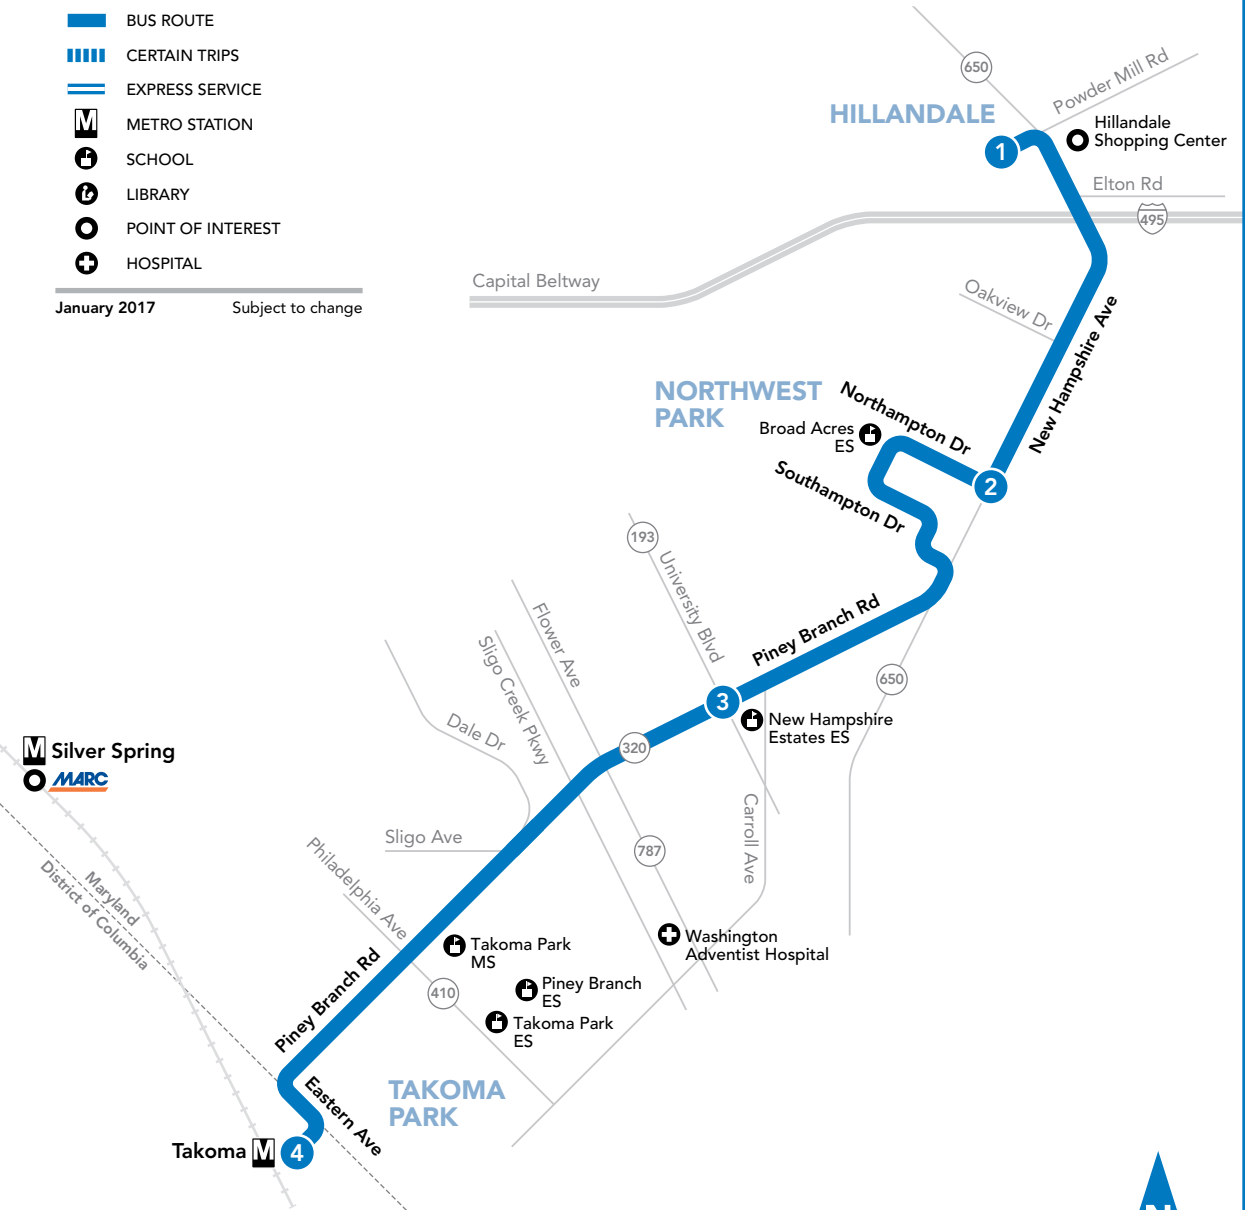 BUS ROUTE
CERTAIN TRIPS
EXPRESS SERVICE
M METRO STATION
SCHOOL
LIBRARY
POINT OF INTEREST
HOSPITAL
January 2017 Subject to change
650
Powder Mill Rd
HILLANDALE
1
Hillandale
Shopping Center
Elton Rd
495
Capital Beltway
Oakview Dr
New Hampshire Ave
NORTHWEST
PARK
Northampton Dr
Broad Acres
ES
Southampton Dr
2
193
University Blvd
Flower Ave
Sligo Creek Pkwy
Piney Branch Rd
650
3
New Hampshire
Estates ES
320
Dale Dr
M Silver Spring
MARC
Sligo Ave
787
Carroll Ave
Philadelphia Ave
Maryland
District of Columbia
Washington
Adventist Hospital
Takoma Park
MS
Piney Branch
ES
410
Takoma Park
ES
Piney Branch Rd
TAKOMA
PARK
Eastern Ave
Takoma M 4
N